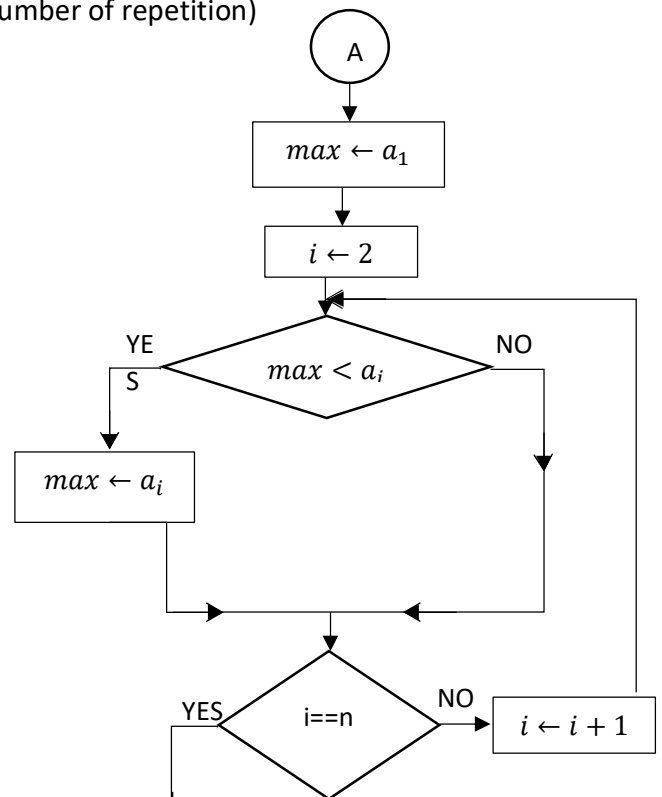 umber of repetition)
A
max ← a₁
i ← 2
YE
S
max < aᵢ
NO
max ← aᵢ
YES
i==n
NO
i ← i + 1